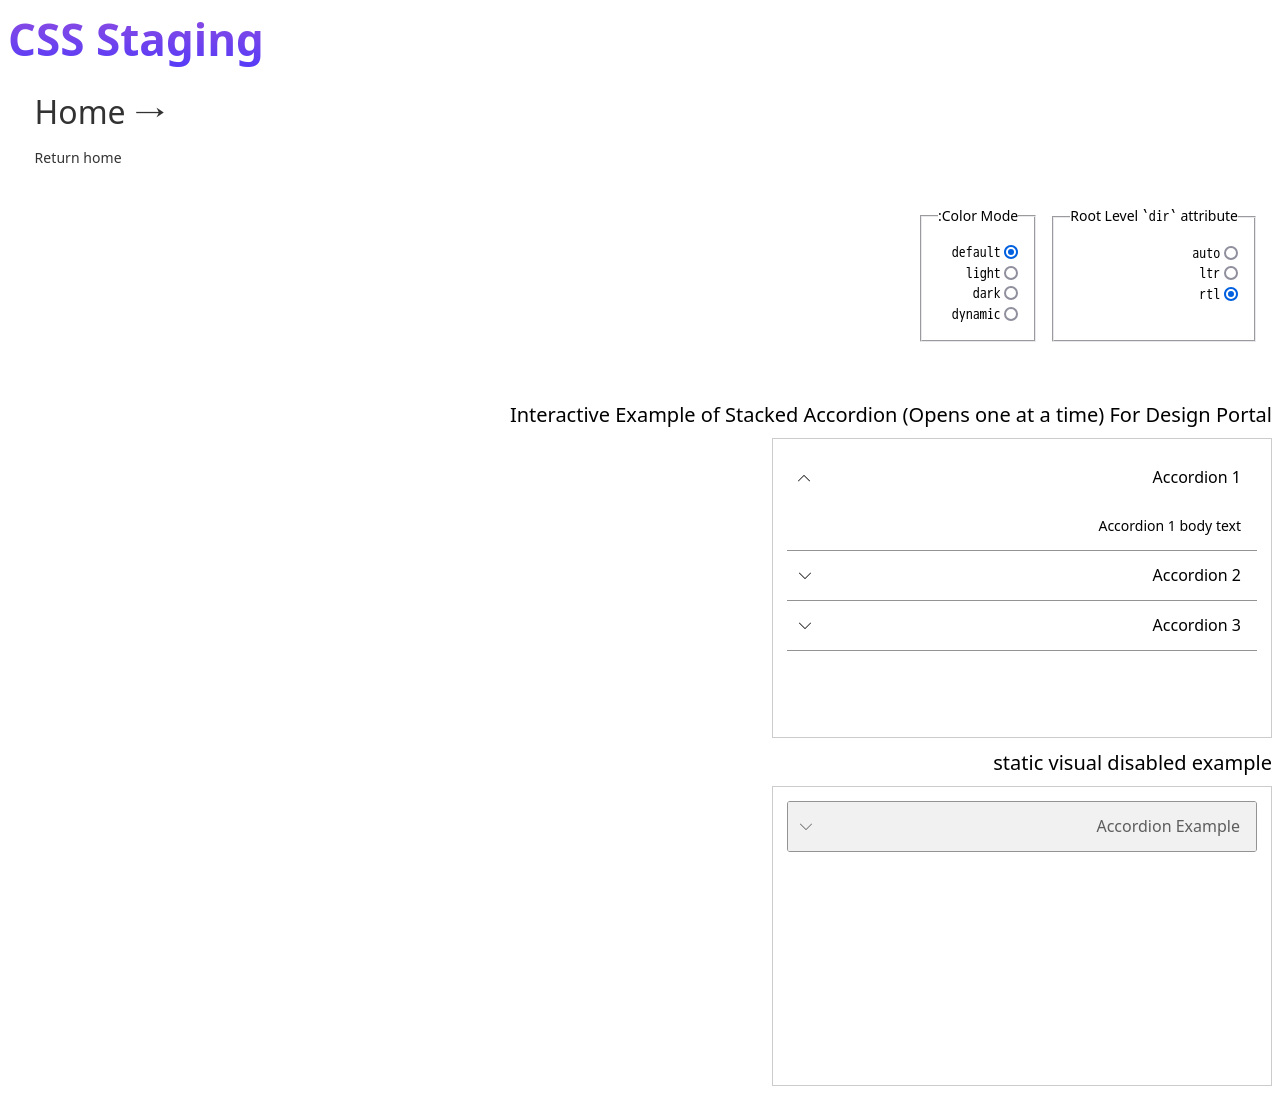 CSS Staging
Home →
Return home
Root Level `dir` attribute
auto
ltr
rtl
:Color Mode
default
light
dark
dynamic
Interactive Example of Stacked Accordion (Opens one at a time) For Design Portal
Accordion 1
Accordion 1 body text
Accordion 2
Accordion 3
static visual disabled example
Accordion Example